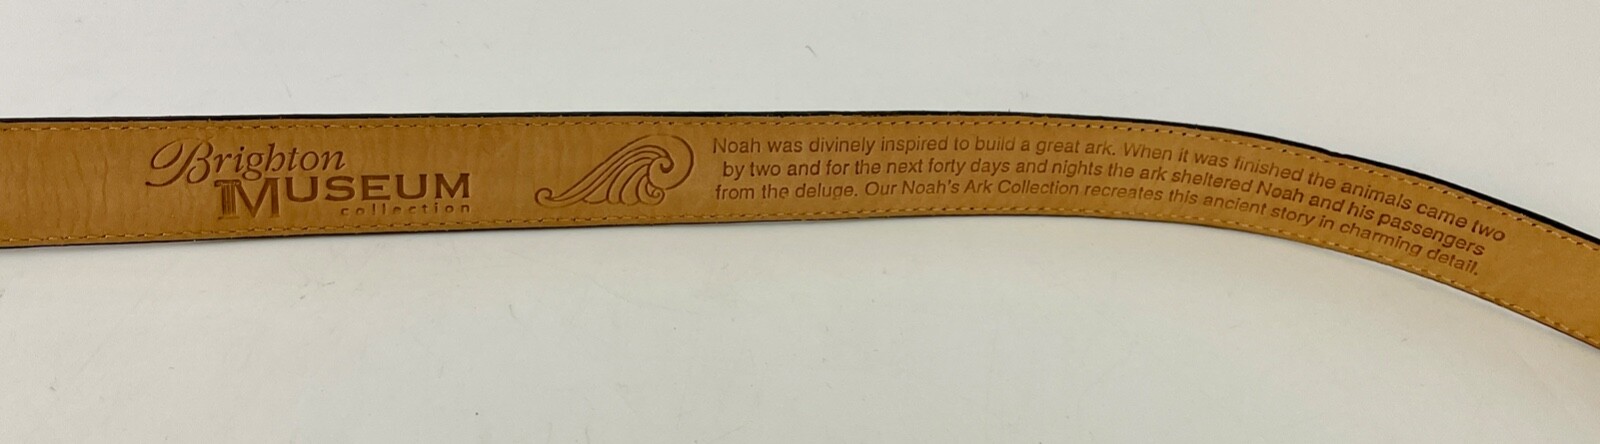 Brighton
MUSEUM
collection
Noah was divinely inspired to build a great ark. When it was finished the animals came two
by two and for the next forty days and nights the ark sheltered Noah and his passengers
from the deluge. Our Noah's Ark Collection recreates this ancient story in charming detail.